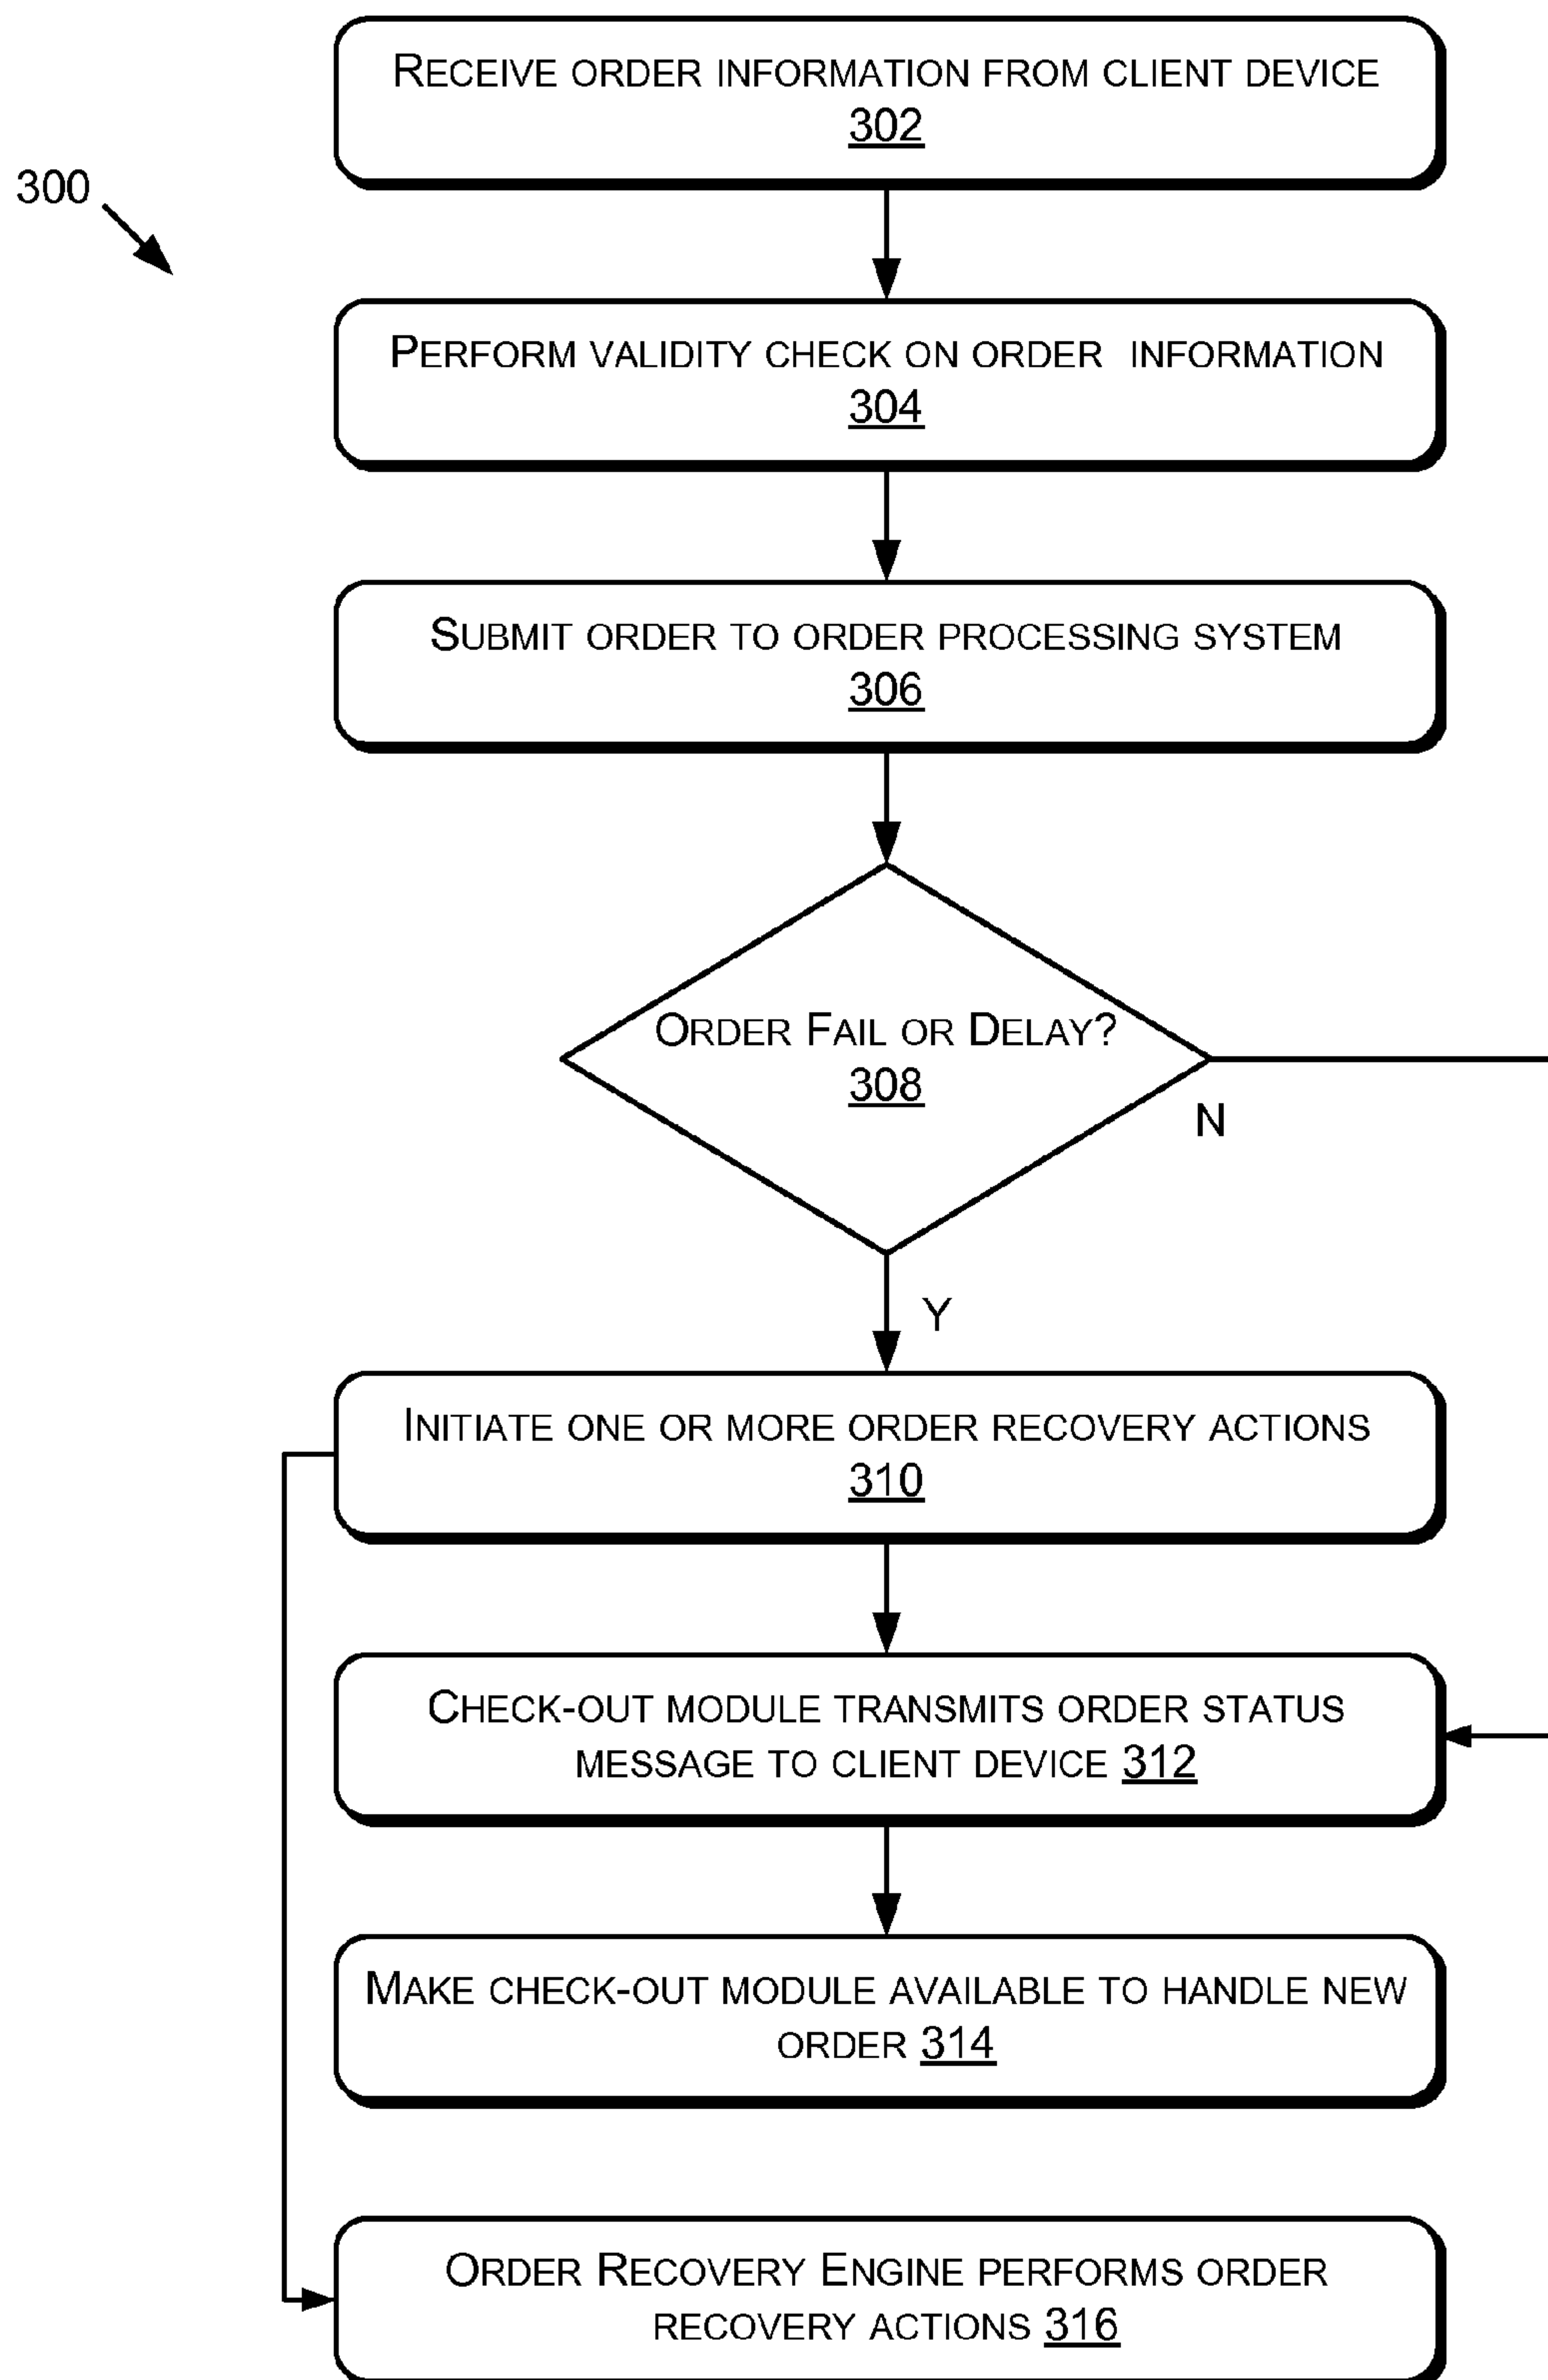 RECEIVE ORDER INFORMATION FROM CLIENT DEVICE
302
300
PERFORM VALIDITY CHECK ON ORDER INFORMATION
304
SUBMIT ORDER TO ORDER PROCESSING SYSTEM
306
ORDER FAIL OR DELAY?
308
N
Y
INITIATE ONE OR MORE ORDER RECOVERY ACTIONS
310
CHECK-OUT MODULE TRANSMITS ORDER STATUS
MESSAGE TO CLIENT DEVICE 312
MAKE CHECK-OUT MODULE AVAILABLE TO HANDLE NEW
ORDER 314
ORDER RECOVERY ENGINE PERFORMS ORDER
RECOVERY ACTIONS 316